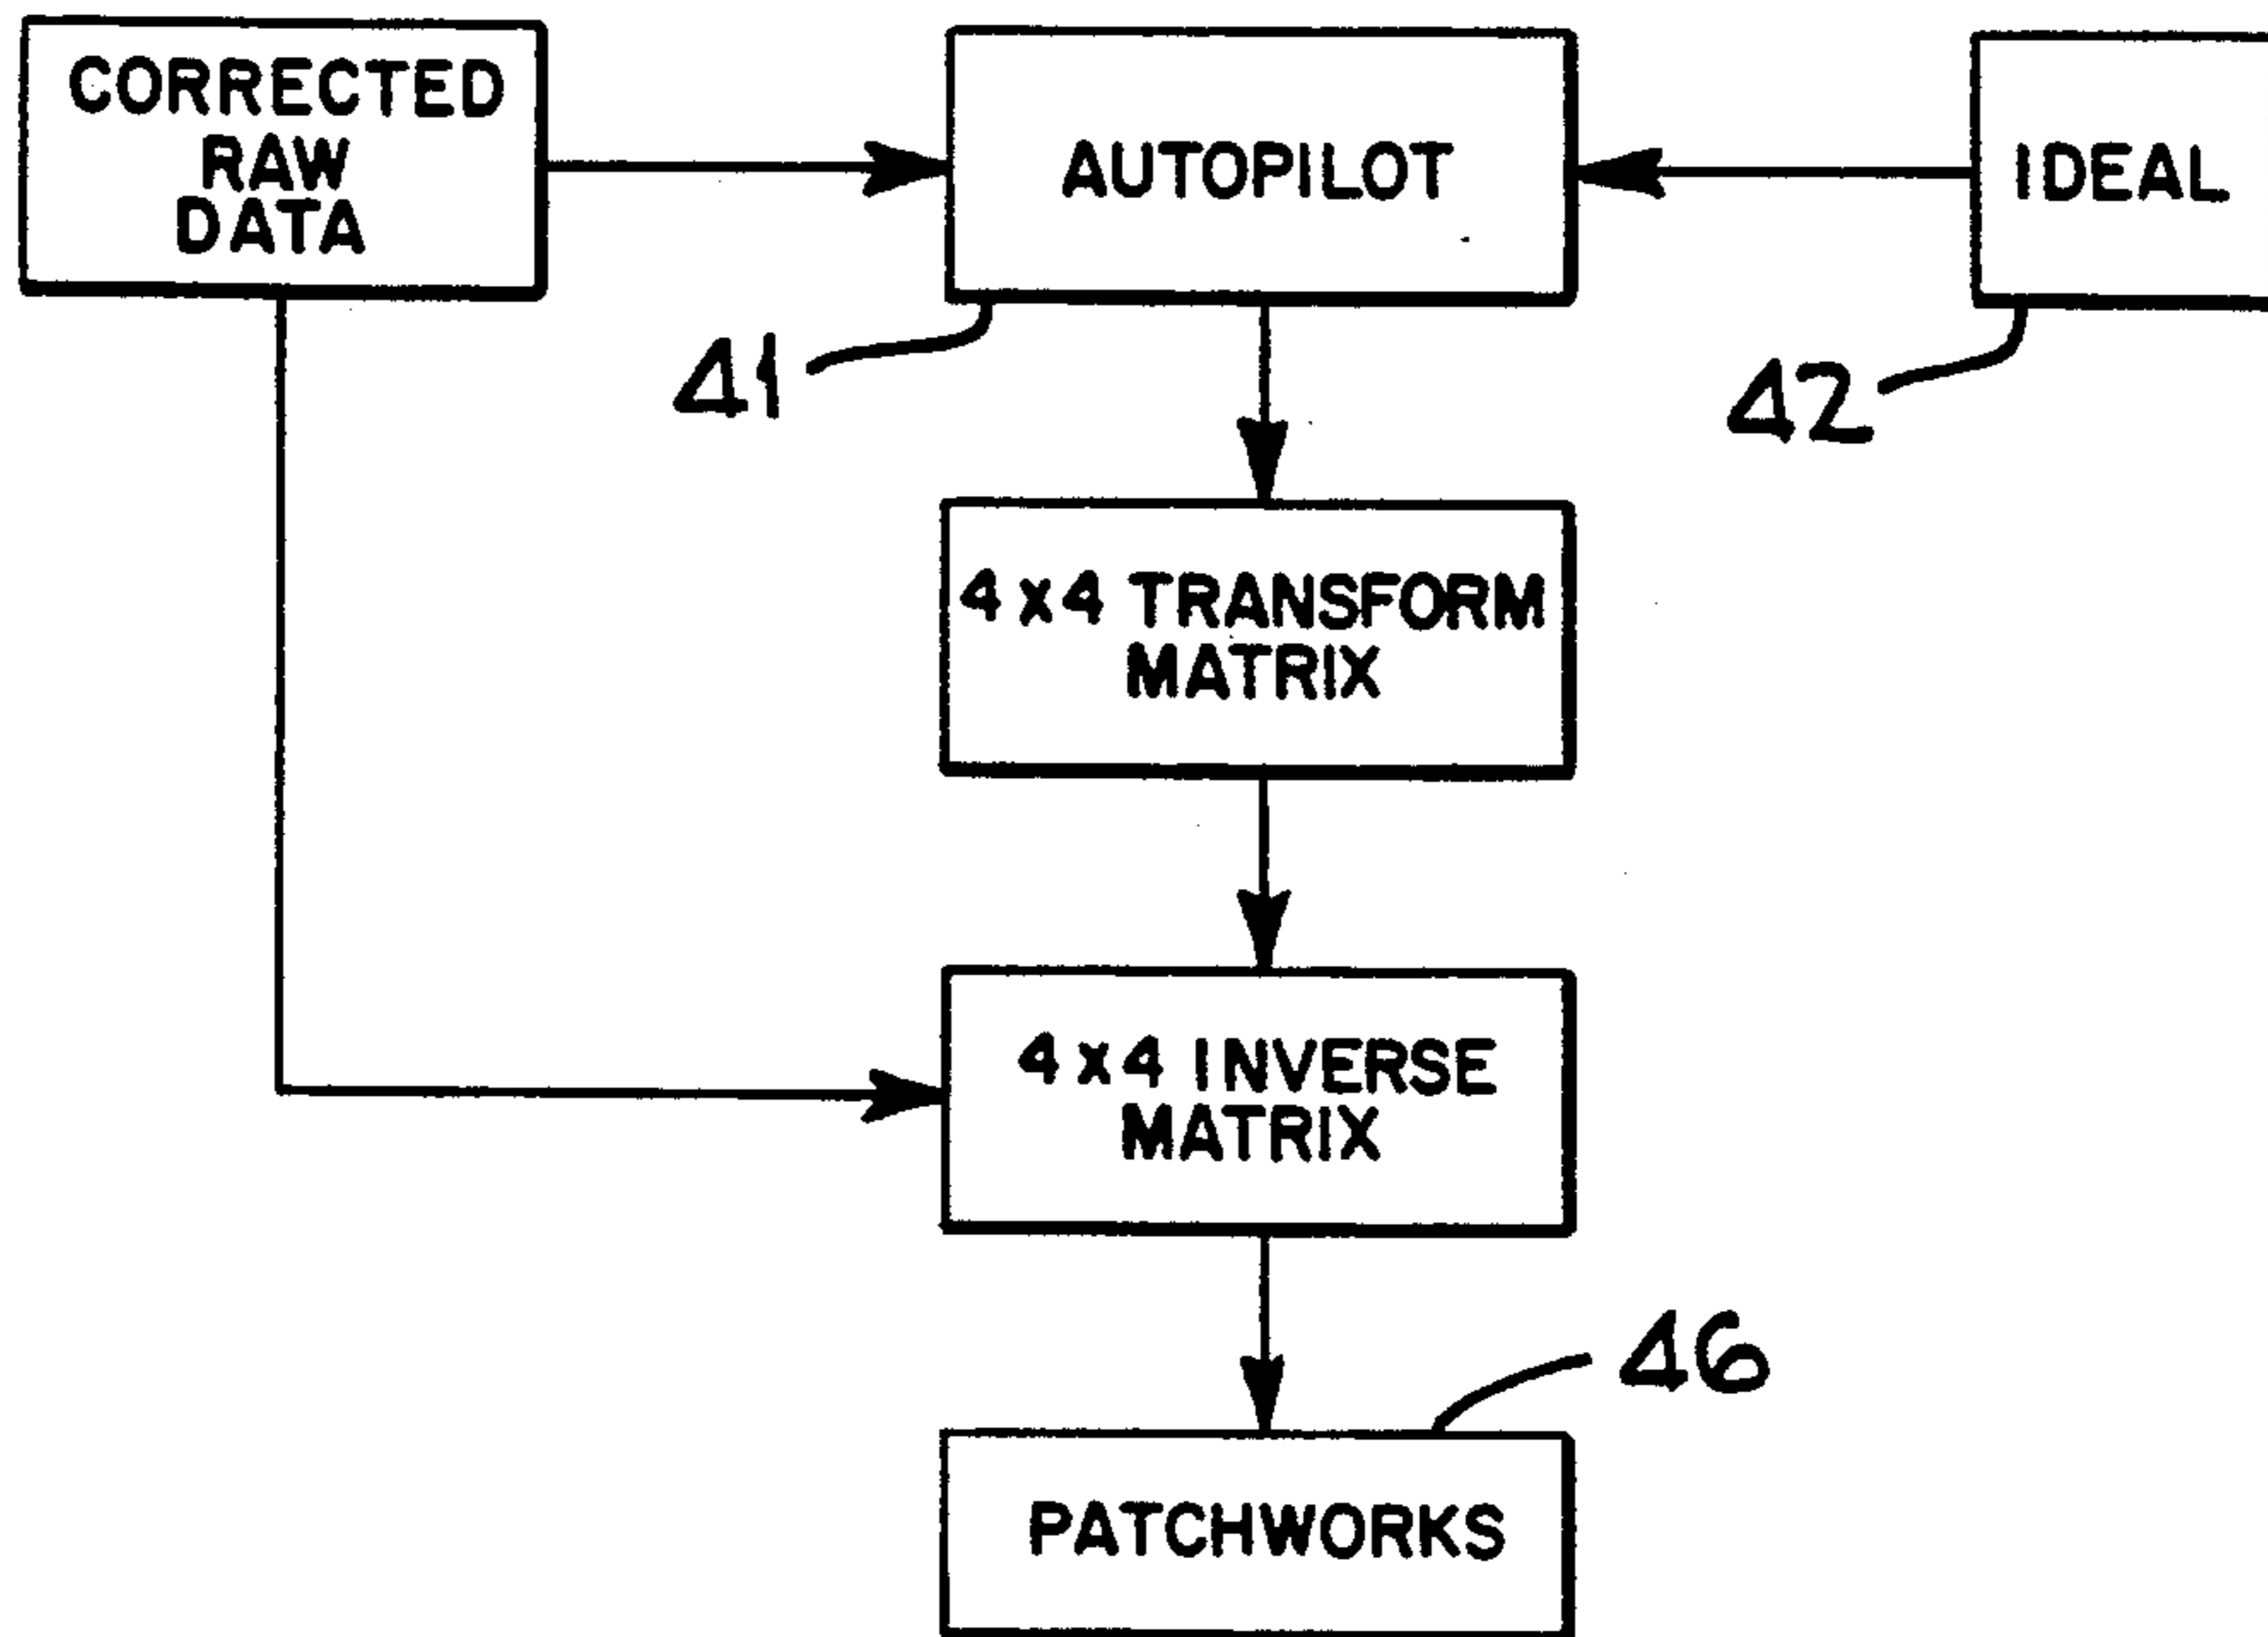 CORRECTED
RAW
DATA
AUTOPILOT
IDEAL
41
42
4x4 TRANSFORM
MATRIX
4x4 INVERSE
MATRIX
46
PATCHWORKS